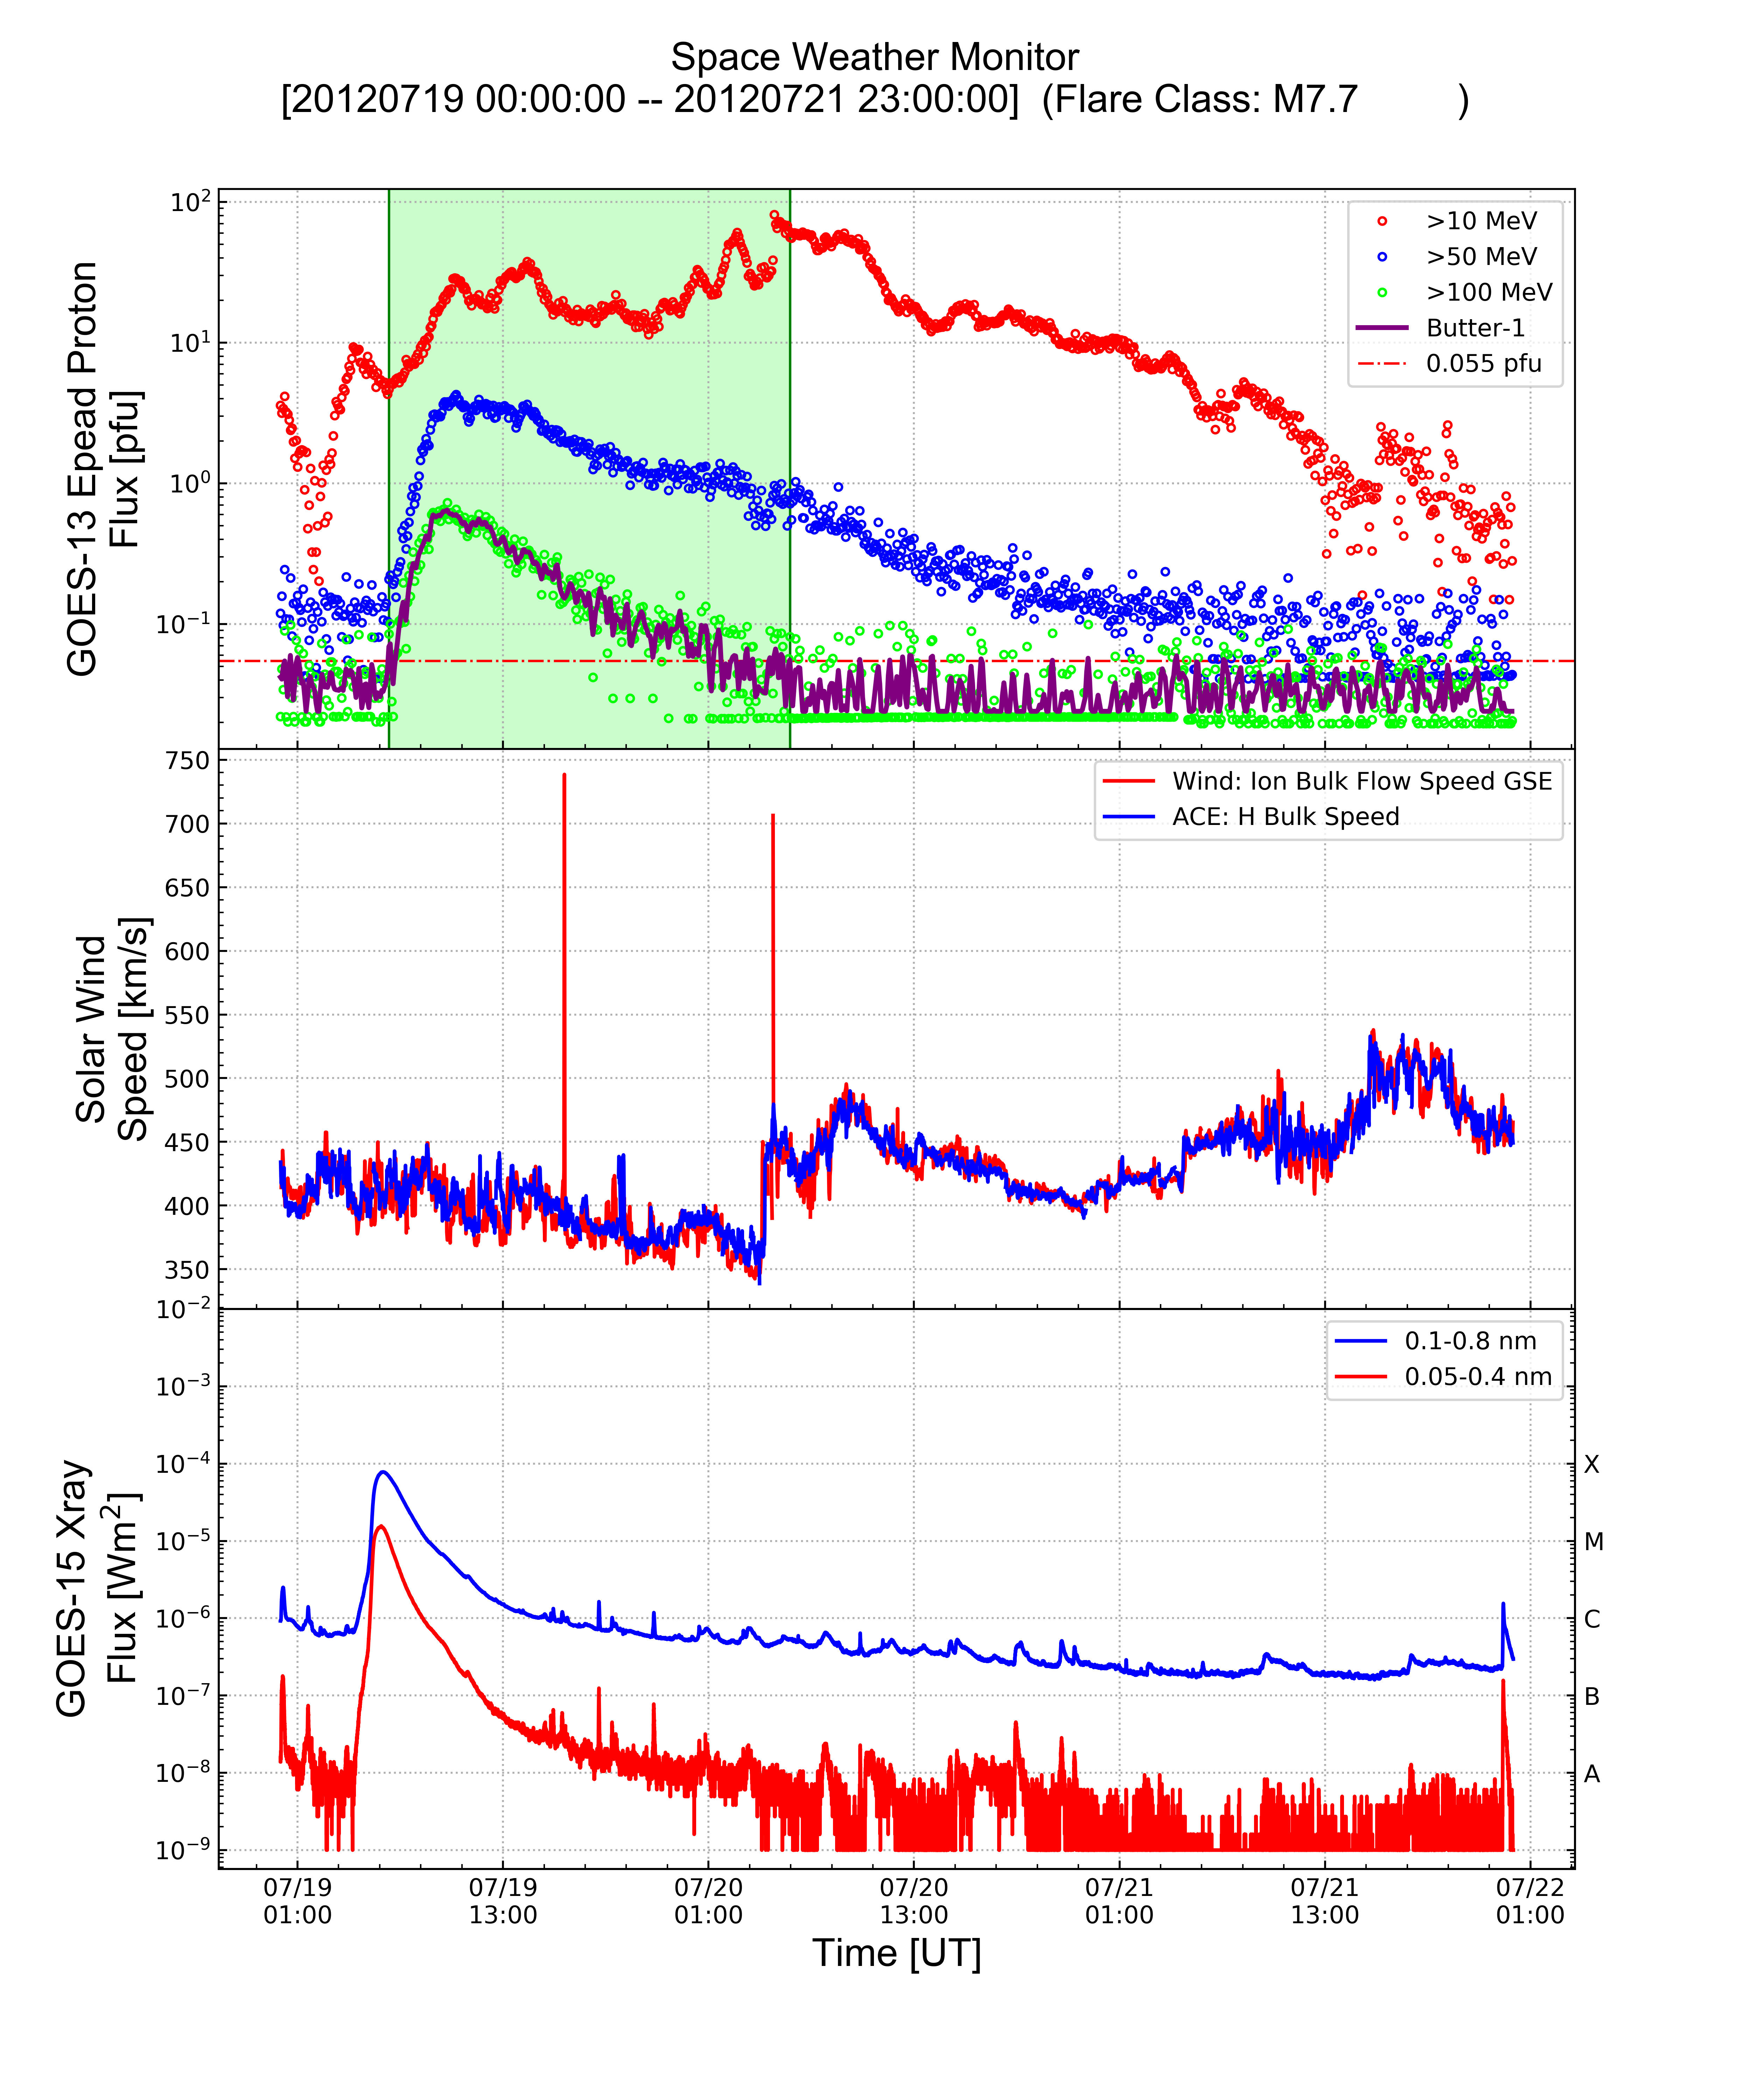 Space Weather Monitor
[20120719 00:00:00 -- 20120721 23:00:00]  (Flare Class: M7.7          )
GOES-13 Epead Proton
Flux [pfu]
10²
10¹
10⁰
10⁻¹
>10 MeV
>50 MeV
>100 MeV
Butter-1
0.055 pfu
Solar Wind
Speed [km/s]
750
700
650
600
550
500
450
400
350
Wind: Ion Bulk Flow Speed GSE
ACE: H Bulk Speed
GOES-15 Xray
Flux [Wm²]
10⁻²
10⁻³
10⁻⁴
10⁻⁵
10⁻⁶
10⁻⁷
10⁻⁸
10⁻⁹
0.1-0.8 nm
0.05-0.4 nm
X
M
C
B
A
07/19 07/19 07/20 07/20 07/21 07/21 07/22
01:00 13:00 01:00 13:00 01:00 13:00 01:00
Time [UT]